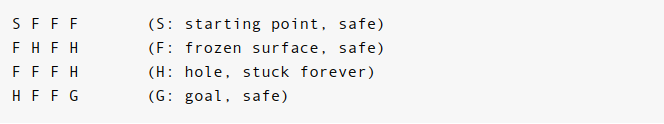 S F F F (S: starting point, safe)
F H F H (F: frozen surface, safe)
F F F H (H: hole, stuck forever)
H F F G (G: goal, safe)